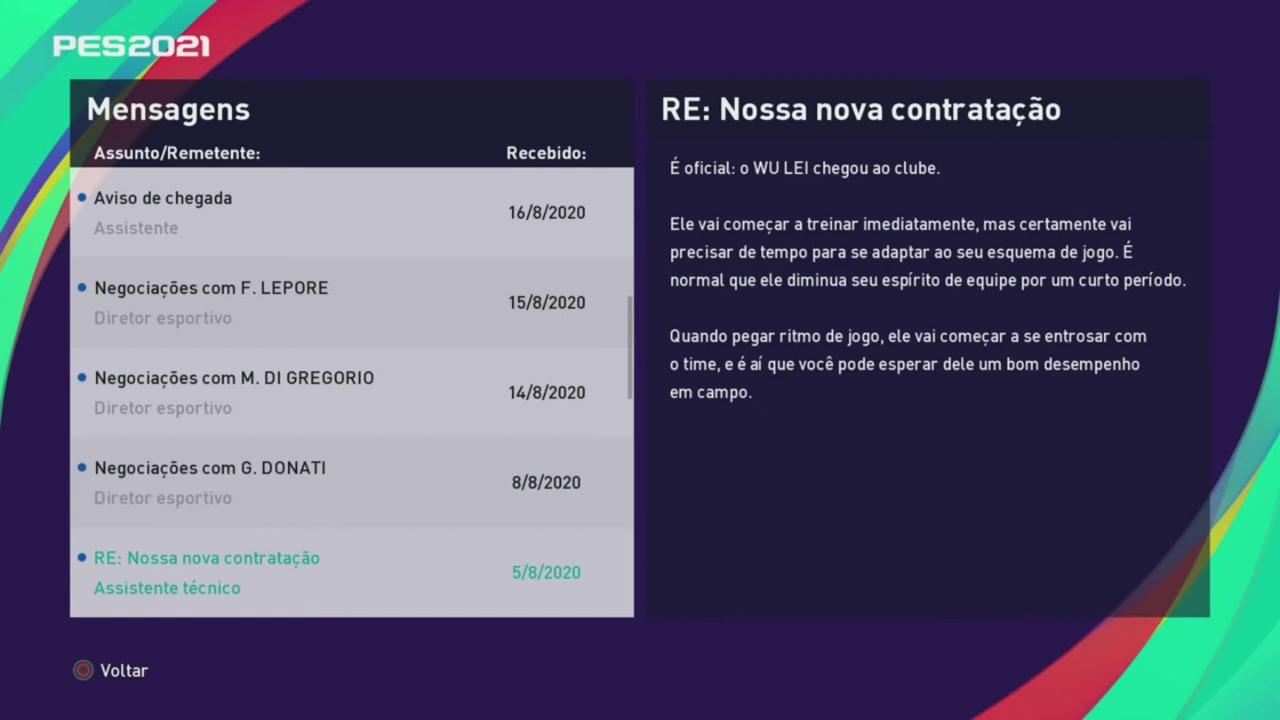 PES2021
Mensagens
Assunto/Remetente: Recebido:
Aviso de chegada
Assistente
16/8/2020
Negociações com F. LEPORE
Diretor esportivo
15/8/2020
Negociações com M. DI GREGORIO
Diretor esportivo
14/8/2020
Negociações com G. DONATI
Diretor esportivo
8/8/2020
RE: Nossa nova contratação
Assistente técnico
5/8/2020
RE: Nossa nova contratação
É oficial: o WU LEI chegou ao clube.
Ele vai começar a treinar imediatamente, mas certamente vai
precisar de tempo para se adaptar ao seu esquema de jogo. É
normal que ele diminua seu espírito de equipe por um curto período.
Quando pegar ritmo de jogo, ele vai começar a se entrosar com
o time, e é aí que você pode esperar dele um bom desempenho
em campo.
Voltar